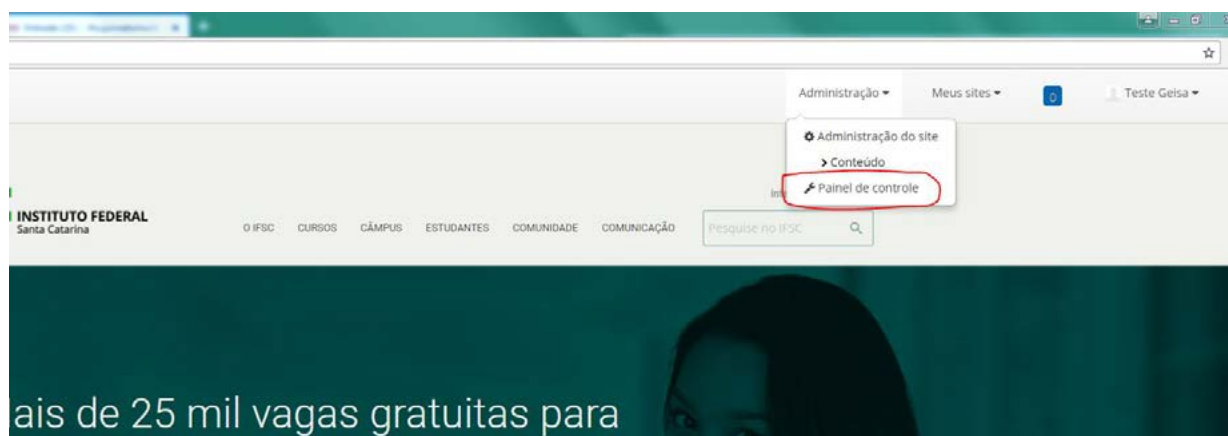 Administração
Meus sites
0
Teste Geisa
Administração do site
Conteúdo
Painel de controle
INSTITUTO FEDERAL
Santa Catarina
O IFSC
CURSOS
CÂMPUS
ESTUDANTES
COMUNIDADE
COMUNICAÇÃO
Pesquise no IFSC
ais de 25 mil vagas gratuitas para